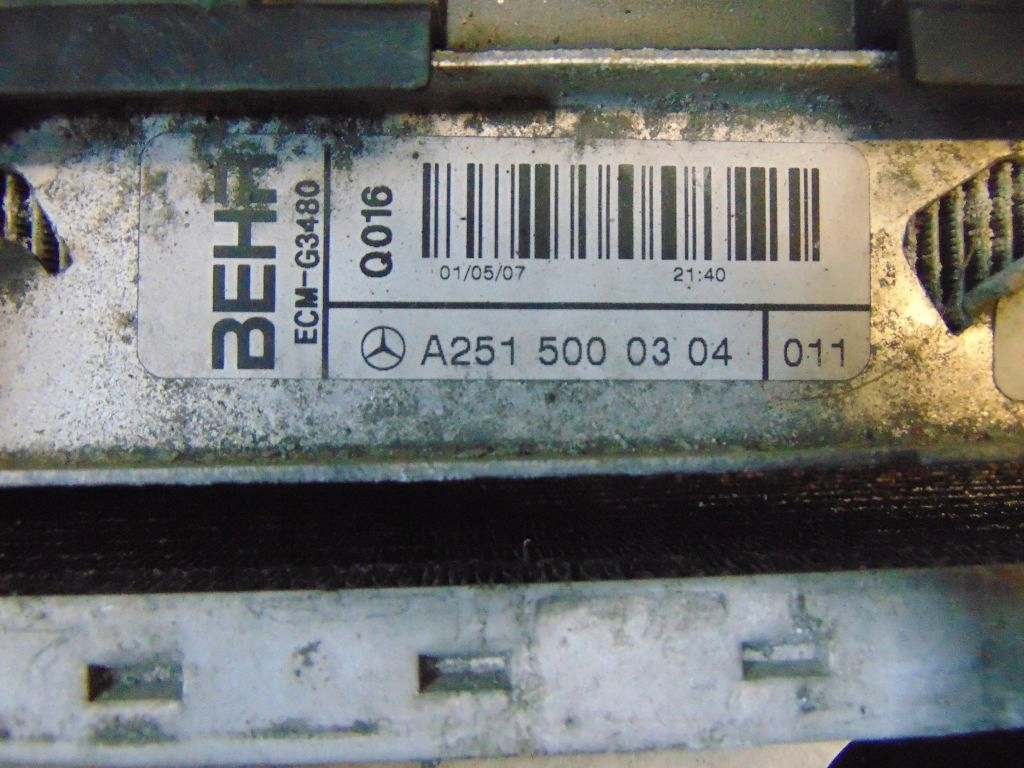 BEHR
ECM-G3480
Q016
01/05/07 21:40
A251 500 03 04 011